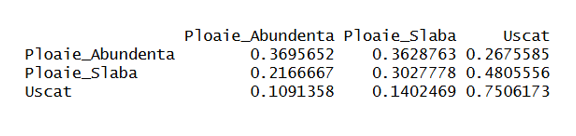 Ploaie_Abundenta Ploaie_Slaba Uscat
Ploaie_Abundenta 0.3695652 0.3628763 0.2675585
Ploaie_Slaba 0.2166667 0.3027778 0.4805556
Uscat 0.1091358 0.1402469 0.7506173